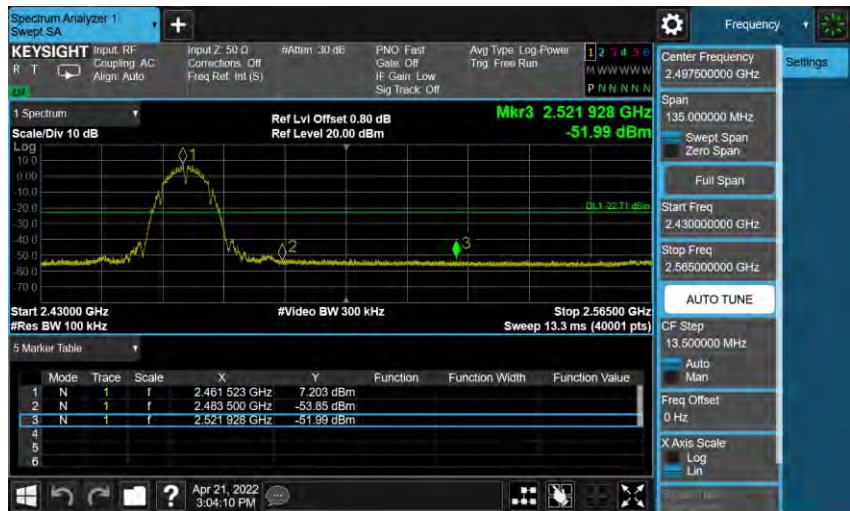 Spectrum Analyzer 1
Swept SA
+
Frequency
KEYSIGHT
R T
Input: RF
Coupling: AC
Align: Auto
Input Z: 50 Ω
Corrections: Off
Freq Ref: Int (S)
#Atten: 30 dB
PNO: Fast
Gate: Off
IF Gain: Low
Sig Track: Off
Avg Type: Log-Power
Trig: Free Run
1 2 3 4 5 6
M W W W W W
P N N N N N
1 Spectrum
Scale/Div 10 dB
Ref Lvl Offset 0.80 dB
Ref Level 20.00 dBm
Mkr3 2.521 928 GHz
-51.99 dBm
Log
10.0
0.00
-10.0
-20.0
-30.0
-40.0
-50.0
-60.0
-70.0
1
2
3
DL1 -22.71 dBm
Start 2.43000 GHz
#Res BW 100 kHz
#Video BW 300 kHz
Stop 2.56500 GHz
Sweep 13.3 ms (40001 pts)
5 Marker Table
Mode Trace Scale X Y Function Function Width Function Value
1 N 1 f 2.461 523 GHz 7.203 dBm
2 N 1 f 2.483 500 GHz -53.85 dBm
3 N 1 f 2.521 928 GHz -51.99 dBm
4
5
6
?
Apr 21, 2022
3:04:10 PM
Center Frequency
2.497500000 GHz
Settings
Span
135.000000 MHz
Swept Span
Zero Span
Full Span
Start Freq
2.430000000 GHz
Stop Freq
2.565000000 GHz
AUTO TUNE
CF Step
13.500000 MHz
Auto
Man
Freq Offset
0 Hz
X Axis Scale
Log
Lin